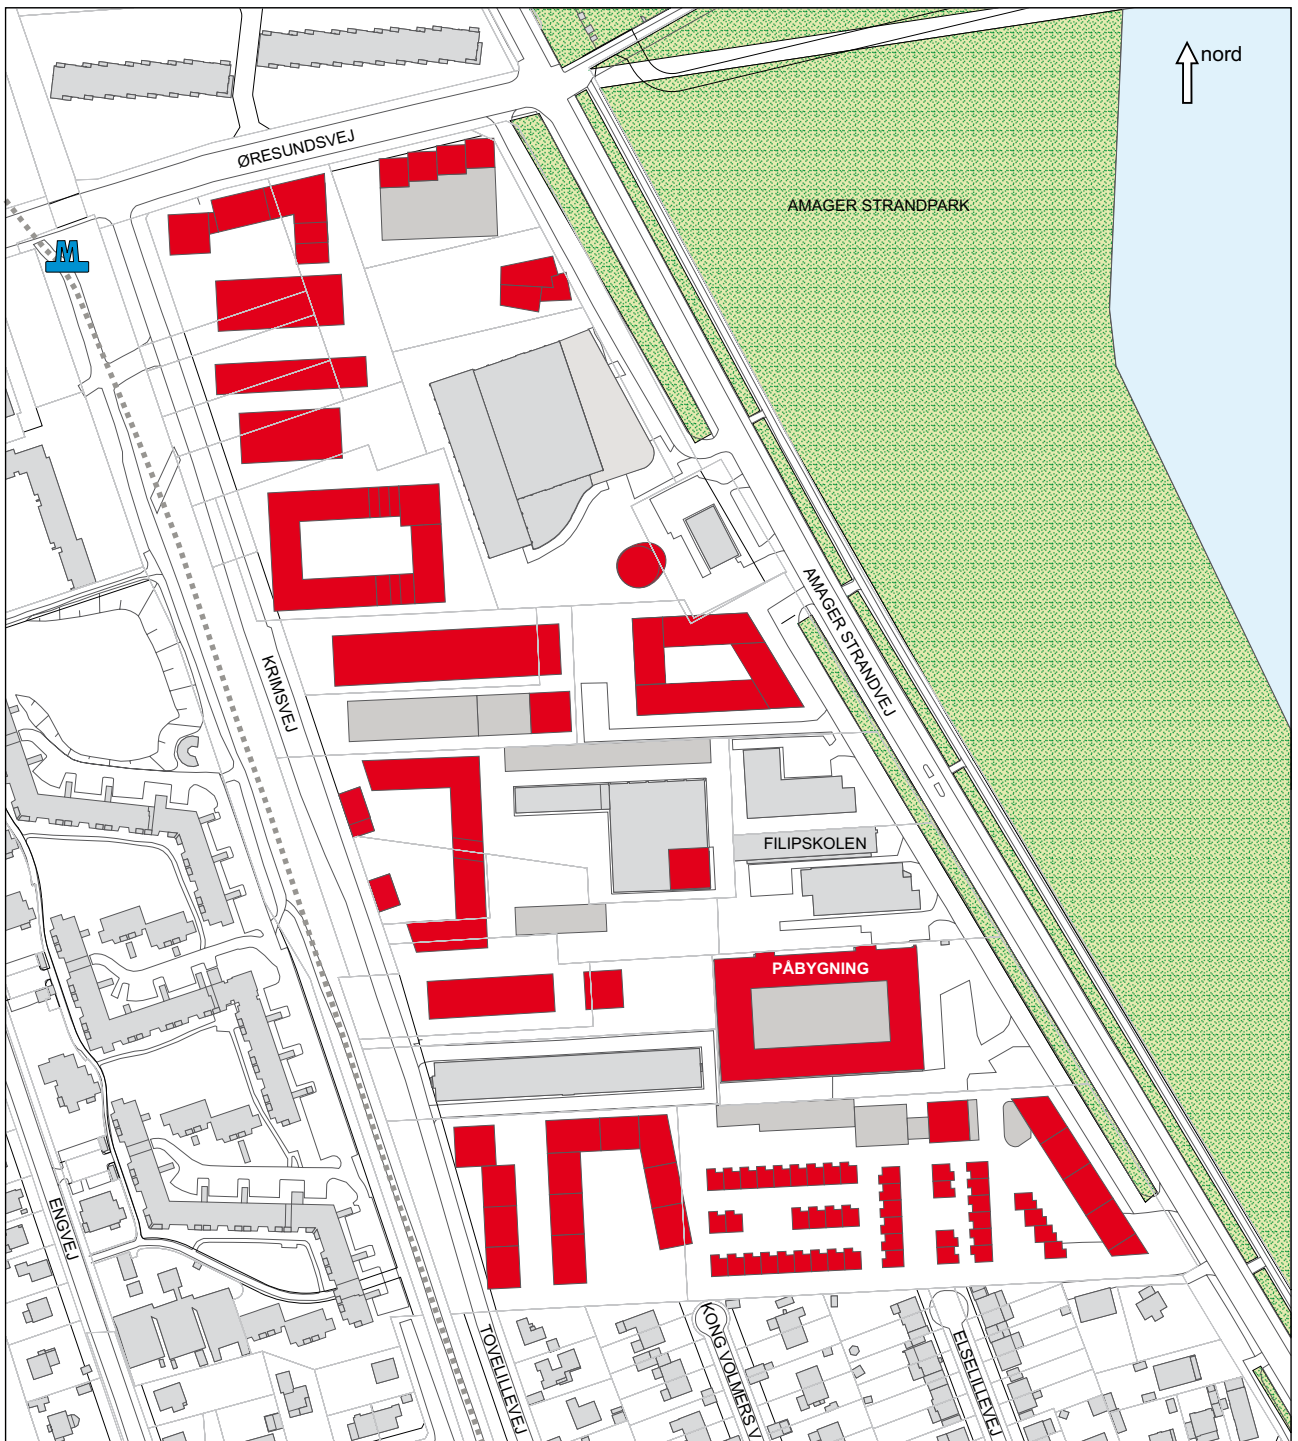 nord
ØRESUNDSVEJ
AMAGER STRANDPARK
M
AMAGER STRANDVEJ
KRIMSVEJ
FILIPSKOLEN
PÅBYGNING
ENGVEJ
TOVELILLEVEJ
KONG VOLMERS V
ELSELILLEVEJ